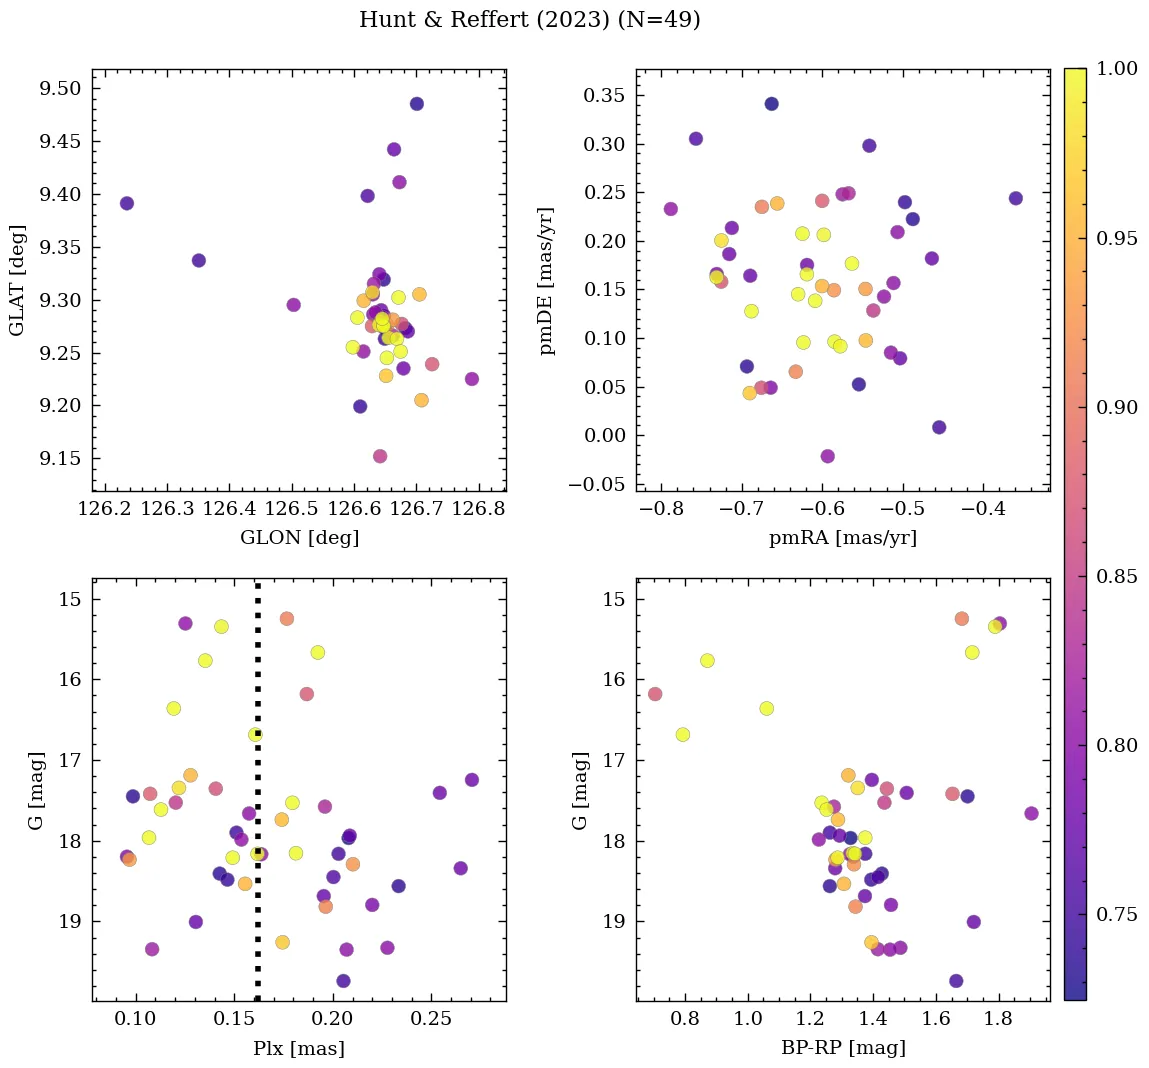 Hunt & Reffert (2023) (N=49)
9.50
9.45
9.40
9.35
9.30
9.25
9.20
9.15
GLAT [deg]
126.2 126.3 126.4 126.5 126.6 126.7 126.8
GLON [deg]
0.35
0.30
0.25
0.20
0.15
0.10
0.05
0.00
−0.05
pmDE [mas/yr]
−0.8 −0.7 −0.6 −0.5 −0.4
pmRA [mas/yr]
15
16
17
18
19
G [mag]
0.10 0.15 0.20 0.25
Plx [mas]
15
16
17
18
19
G [mag]
0.8 1.0 1.2 1.4 1.6 1.8
BP-RP [mag]
1.00
0.95
0.90
0.85
0.80
0.75